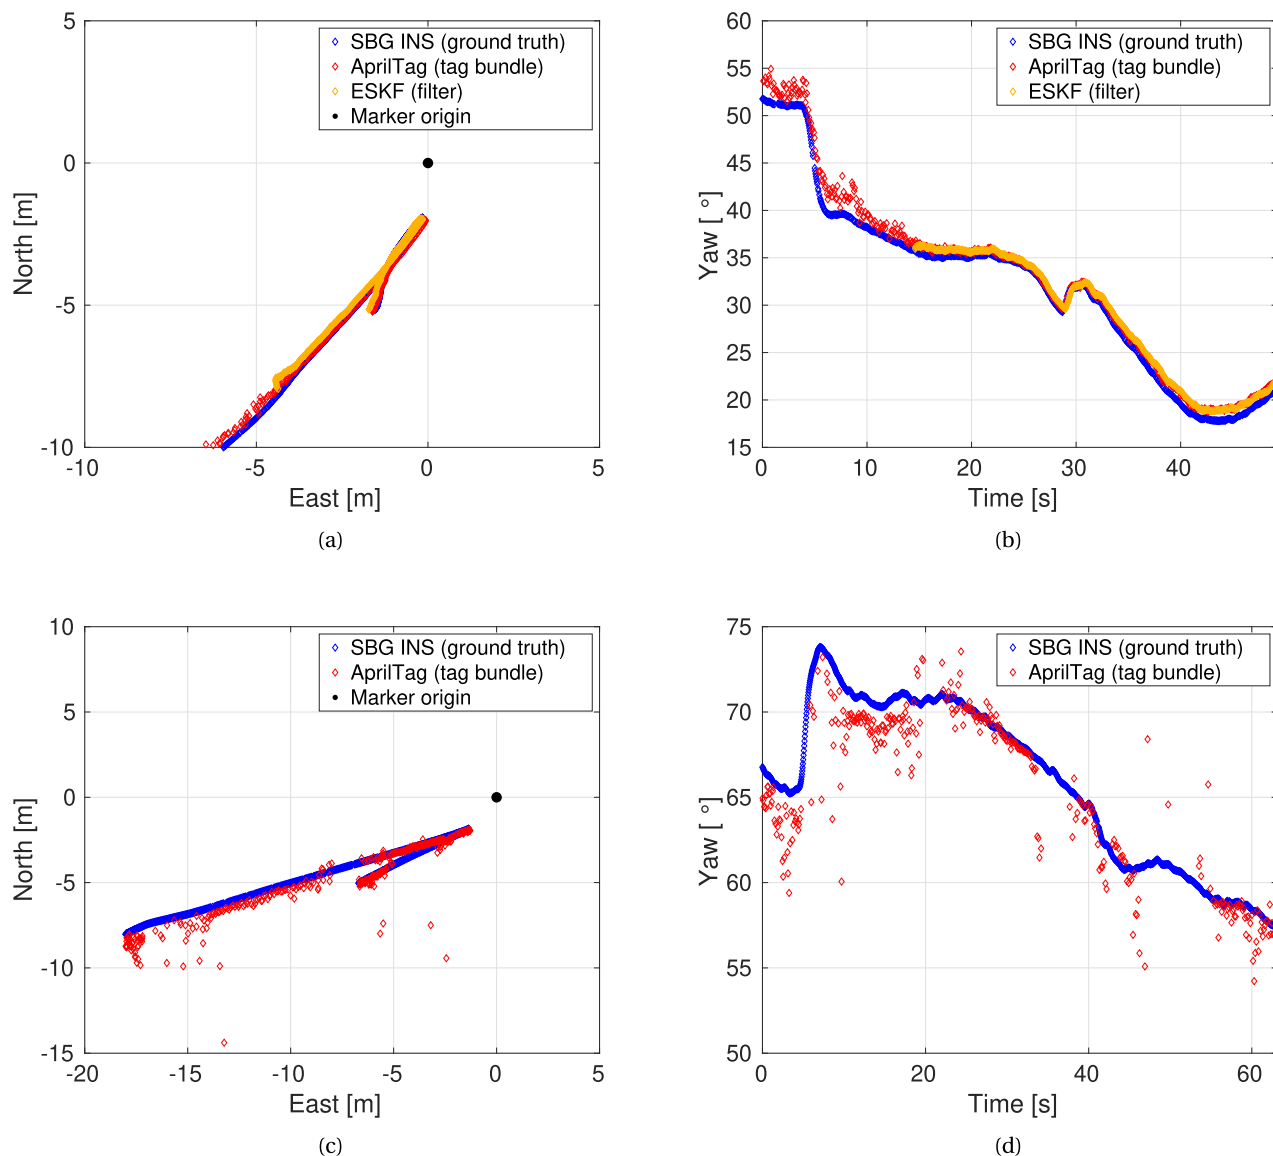 5
0
-5
-10
-10
-5
0
5
North [m]
East [m]
SBG INS (ground truth)
AprilTag (tag bundle)
ESKF (filter)
Marker origin
(a)
60
55
50
45
40
35
30
25
20
15
0
10
20
30
40
Yaw [ °]
Time [s]
SBG INS (ground truth)
AprilTag (tag bundle)
ESKF (filter)
(b)
10
5
0
-5
-10
-15
-20
-15
-10
-5
0
5
North [m]
East [m]
SBG INS (ground truth)
AprilTag (tag bundle)
Marker origin
(c)
75
70
65
60
55
50
0
20
40
60
Yaw [ °]
Time [s]
SBG INS (ground truth)
AprilTag (tag bundle)
(d)